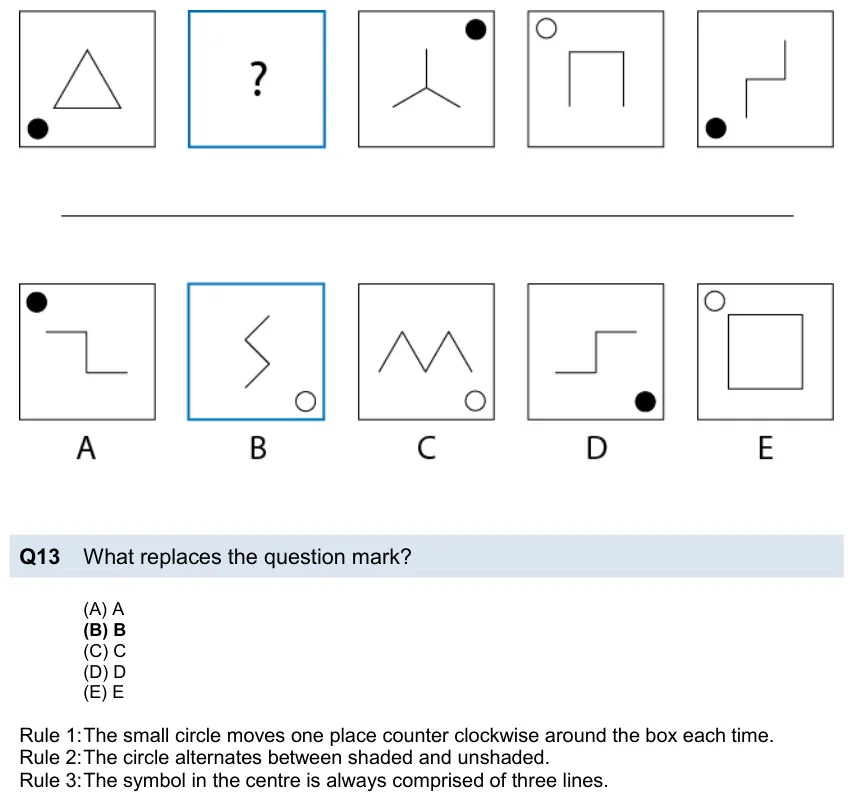 ?
A B C D E
Q13 What replaces the question mark?
(A) A
(B) B
(C) C
(D) D
(E) E
Rule 1:The small circle moves one place counter clockwise around the box each time.
Rule 2:The circle alternates between shaded and unshaded.
Rule 3:The symbol in the centre is always comprised of three lines.